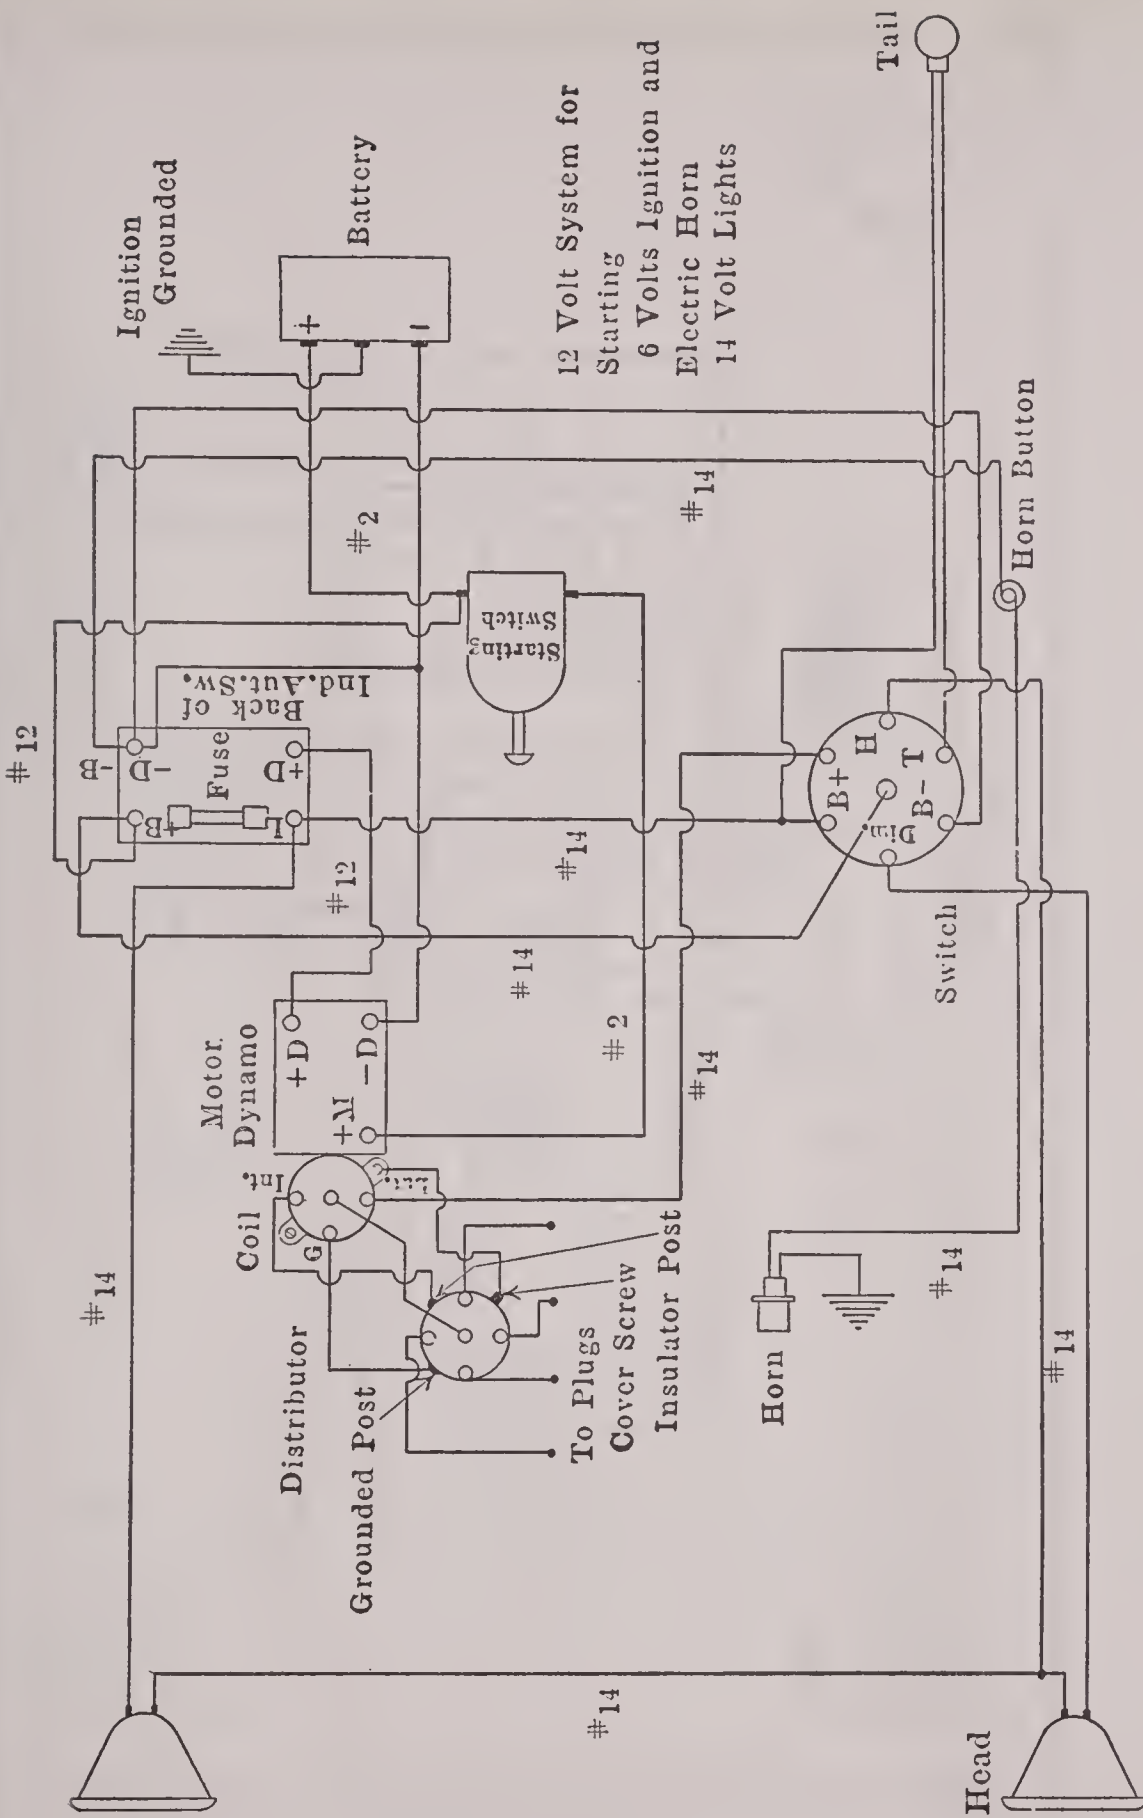 Tail
Ignition
Grounded
Battery
+
−
12 Volt System for
Starting
6 Volts Ignition and
Electric Horn
14 Volt Lights
#2
#14
Horn Button
Starting
Switch
Back of
Ind.Aut.Sw.
#12
-B
-D
Fuse
+D
+B
L
#12
#14
#14
H
B+
T
B-
Dim.
Switch
Motor
Dynamo
+D
-D
+M
#2
#14
Coil
Int.
G
#14
Distributor
Grounded Post
To Plugs
Cover Screw
Insulator Post
Horn
#14
#14
#14
Head